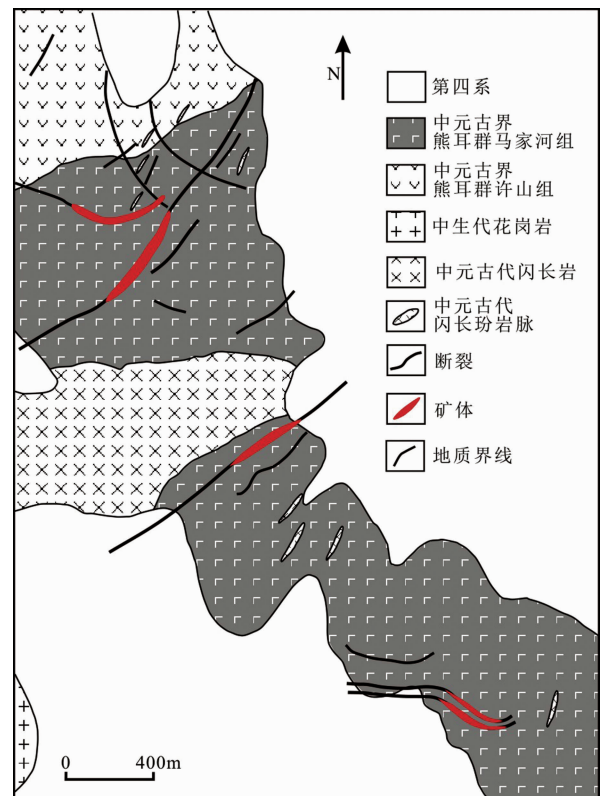 N
第四系
中元古界
熊耳群马家河组
中元古界
熊耳群许山组
中生代花岗岩
中元古代闪长岩
中元古代
闪长玢岩脉
断裂
矿体
地质界线
0 400m